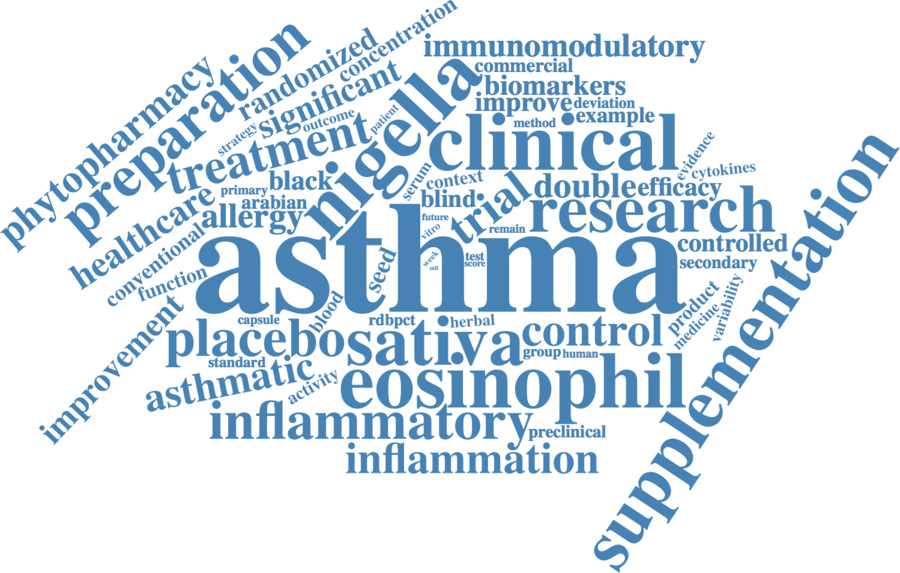 concentration
randomized
immunomodulatory
preparation
phytopharmacy
commercial
significant
nigella
biomarkers
improve
deviation
outcome
strategy
patient
example
method
treatment
clinical
evidence
cytokines
serum
context
black
primary
double
efficacy
healthcare
arabian
blind
trial
research
allergy
future
vitro
remain
supplementation
conventional
controlled
asthma
seed
week
cell
test
score
secondary
function
blood
product
medicine
variability
improvement
capsule
rdbpct
herbal
placebo
sativa
control
standard
group
human
asthmatic
activity
eosinophil
inflammatory
preclinical
inflammation